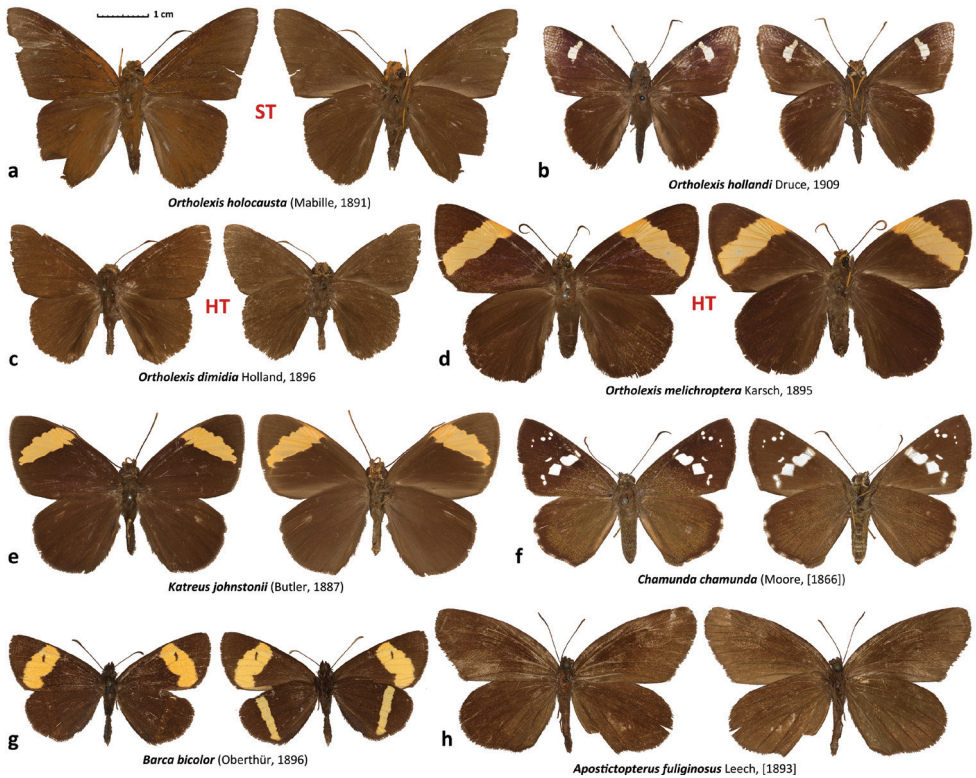 1 cm
ST
a
Ortholexis holocausta (Mabille, 1891)
b
Ortholexis hollandi Druce, 1909
HT
c
Ortholexis dimidia Holland, 1896
HT
d
Ortholexis melichroptera Karsch, 1895
e
Katreus johnstonii (Butler, 1887)
f
Chamunda chamunda (Moore, [1866])
g
Barca bicolor (Oberthür, 1896)
h
Apostictopterus fuliginosus Leech, [1893]